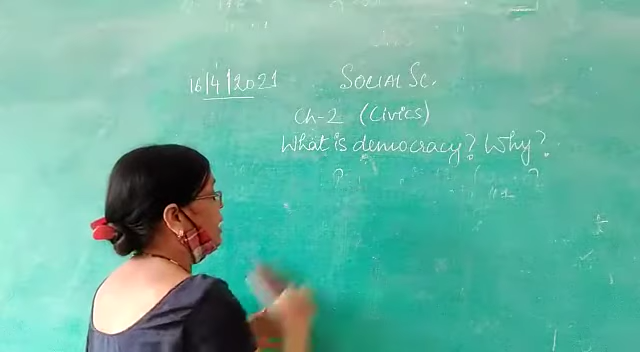 16/4/2021 SOCIAL SC.
Ch-2 (Civics)
What is democracy? Why?